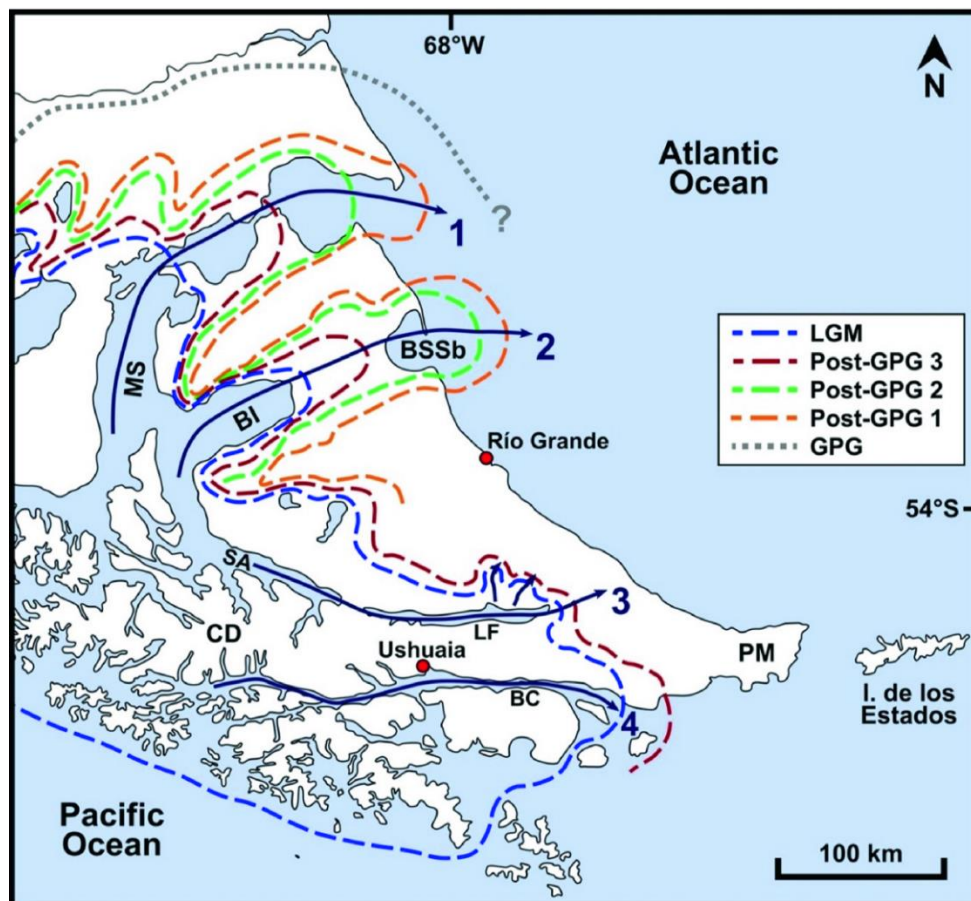 68°W
N
Atlantic
Ocean
?
1
2
BSSb
MS
BI
LGM
Post-GPG 3
Post-GPG 2
Post-GPG 1
GPG
Río Grande
54°S
SA
3
LF
CD
Ushuaia
PM
BC
I. de los
Estados
4
Pacific
Ocean
100 km